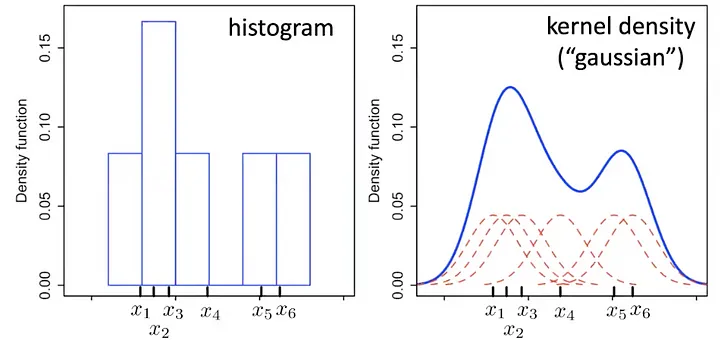 histogram
Density function
0.15
0.10
0.05
0.00
x₁ x₃ x₄ x₅ x₆
x₂
kernel density
(“gaussian”)
Density function
0.15
0.10
0.05
0.00
x₁ x₃ x₄ x₅ x₆
x₂